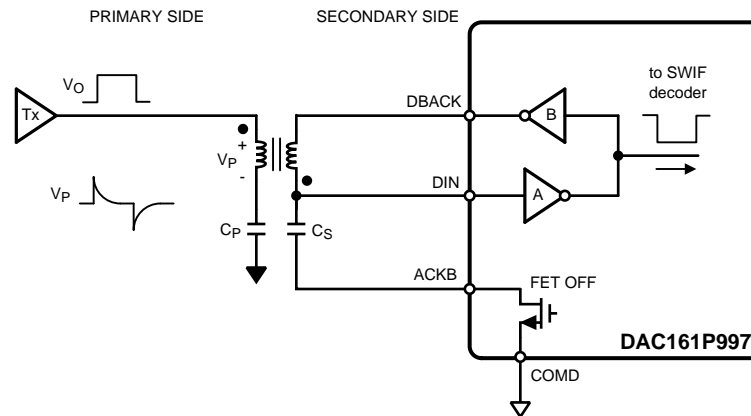 PRIMARY SIDE
SECONDARY SIDE
VO
Tx
DBACK
B
to SWIF
decoder
+
VP
-
DIN
A
VP
CP
CS
ACKB
FET OFF
DAC161P997
COMD